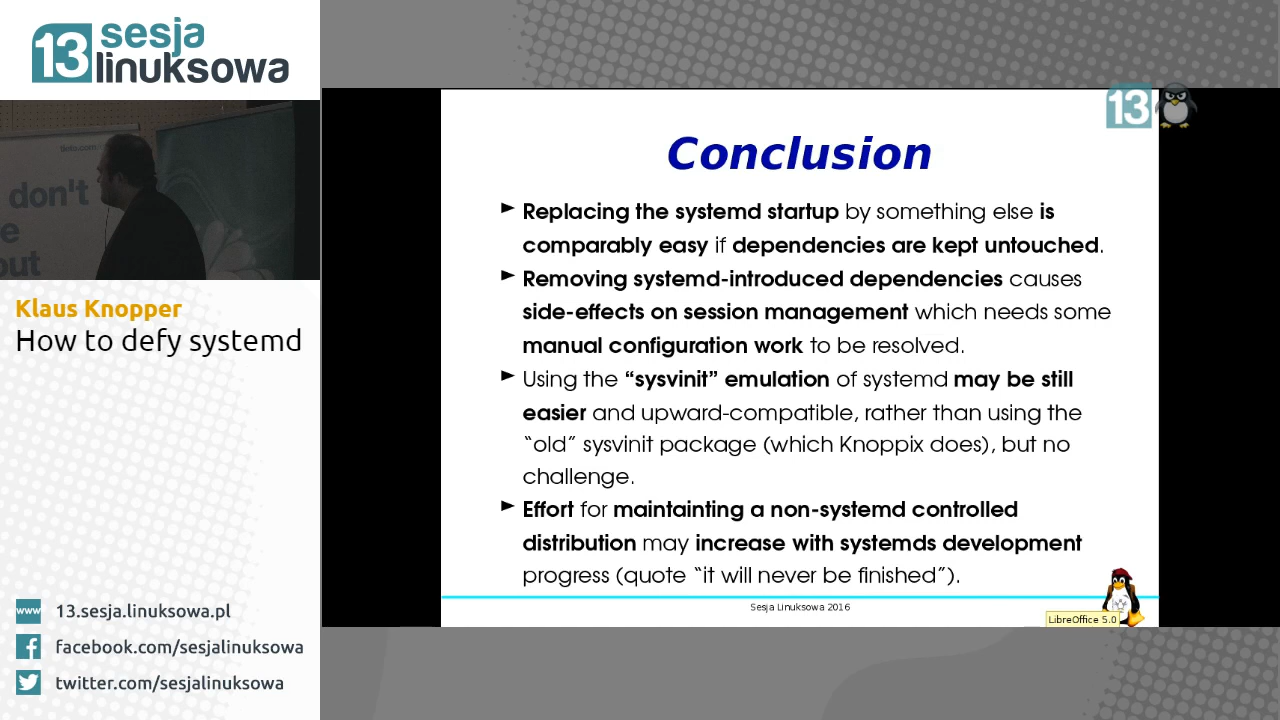 13 sesja
linuksowa
tlets.com
don't
e
out
Klaus Knopper
How to defy systemd
www 13.sesja.linuksowa.pl
facebook.com/sesjalinuksowa
twitter.com/sesjalinuksowa
13
Conclusion
Replacing the systemd startup by something else is
comparably easy if dependencies are kept untouched.
Removing systemd-introduced dependencies causes
side-effects on session management which needs some
manual configuration work to be resolved.
Using the “sysvinit” emulation of systemd may be still
easier and upward-compatible, rather than using the
“old” sysvinit package (which Knoppix does), but no
challenge.
Effort for maintainting a non-systemd controlled
distribution may increase with systemds development
progress (quote “it will never be finished”).
Sesja Linuksowa 2016
LibreOffice 5.0